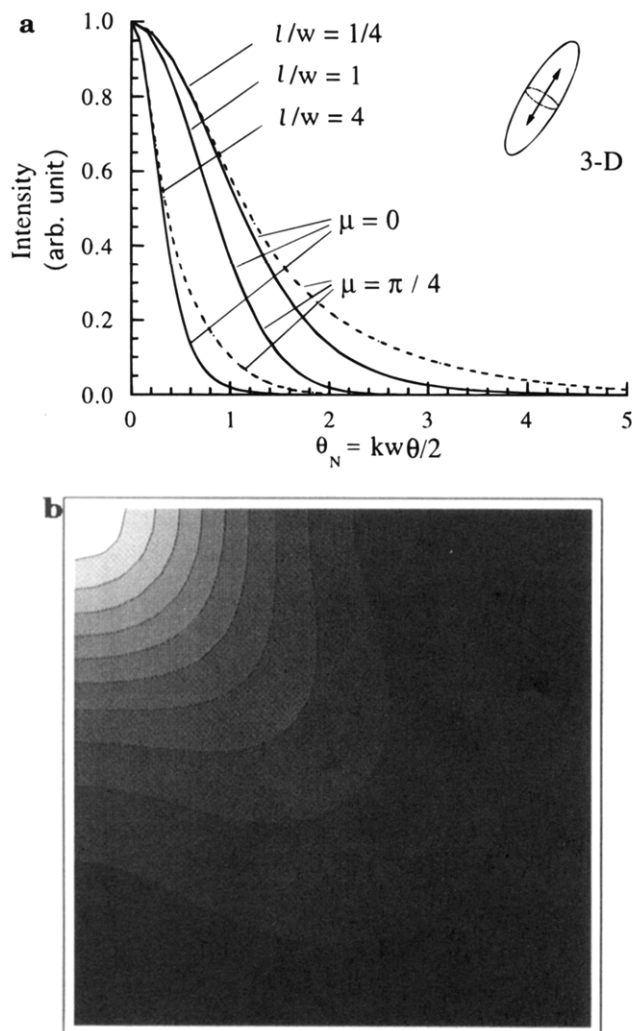 a
l/w = 1/4
l/w = 1
l/w = 4
3-D
μ = 0
μ = π / 4
Intensity
(arb. unit)
1.0
0.8
0.6
0.4
0.2
0.0
0 1 2 3 4 5
θN = kwθ/2
b